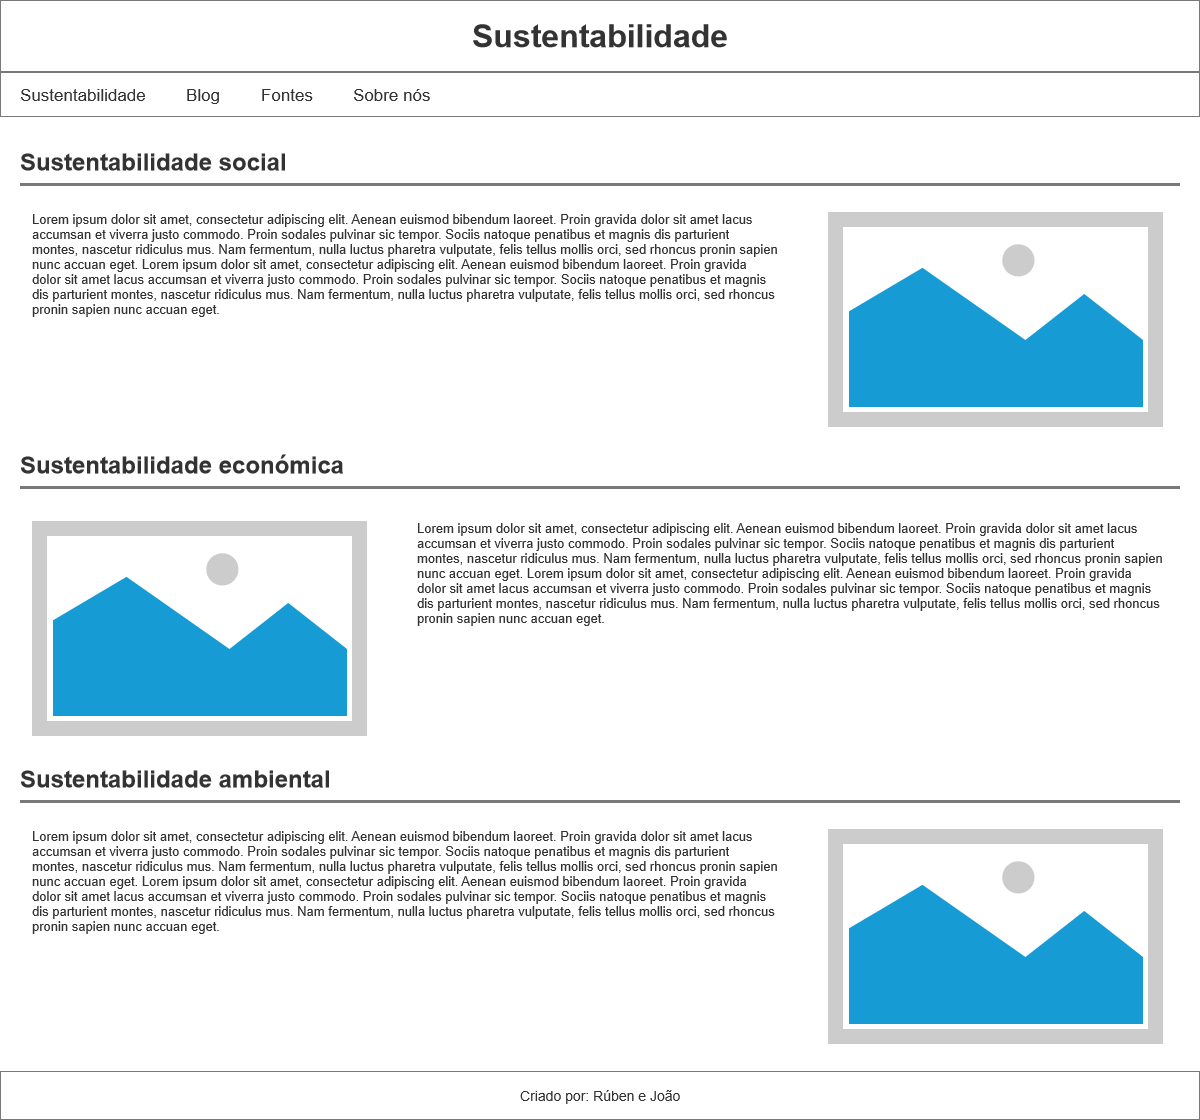 Sustentabilidade
Sustentabilidade Blog Fontes Sobre nós
Sustentabilidade social
Lorem ipsum dolor sit amet, consectetur adipiscing elit. Aenean euismod bibendum laoreet. Proin gravida dolor sit amet lacus
accumsan et viverra justo commodo. Proin sodales pulvinar sic tempor. Sociis natoque penatibus et magnis dis parturient
montes, nascetur ridiculus mus. Nam fermentum, nulla luctus pharetra vulputate, felis tellus mollis orci, sed rhoncus pronin sapien
nunc accuan eget. Lorem ipsum dolor sit amet, consectetur adipiscing elit. Aenean euismod bibendum laoreet. Proin gravida
dolor sit amet lacus accumsan et viverra justo commodo. Proin sodales pulvinar sic tempor. Sociis natoque penatibus et magnis
dis parturient montes, nascetur ridiculus mus. Nam fermentum, nulla luctus pharetra vulputate, felis tellus mollis orci, sed rhoncus
pronin sapien nunc accuan eget.
Sustentabilidade económica
Lorem ipsum dolor sit amet, consectetur adipiscing elit. Aenean euismod bibendum laoreet. Proin gravida dolor sit amet lacus
accumsan et viverra justo commodo. Proin sodales pulvinar sic tempor. Sociis natoque penatibus et magnis dis parturient
montes, nascetur ridiculus mus. Nam fermentum, nulla luctus pharetra vulputate, felis tellus mollis orci, sed rhoncus pronin sapien
nunc accuan eget. Lorem ipsum dolor sit amet, consectetur adipiscing elit. Aenean euismod bibendum laoreet. Proin gravida
dolor sit amet lacus accumsan et viverra justo commodo. Proin sodales pulvinar sic tempor. Sociis natoque penatibus et magnis
dis parturient montes, nascetur ridiculus mus. Nam fermentum, nulla luctus pharetra vulputate, felis tellus mollis orci, sed rhoncus
pronin sapien nunc accuan eget.
Sustentabilidade ambiental
Lorem ipsum dolor sit amet, consectetur adipiscing elit. Aenean euismod bibendum laoreet. Proin gravida dolor sit amet lacus
accumsan et viverra justo commodo. Proin sodales pulvinar sic tempor. Sociis natoque penatibus et magnis dis parturient
montes, nascetur ridiculus mus. Nam fermentum, nulla luctus pharetra vulputate, felis tellus mollis orci, sed rhoncus pronin sapien
nunc accuan eget. Lorem ipsum dolor sit amet, consectetur adipiscing elit. Aenean euismod bibendum laoreet. Proin gravida
dolor sit amet lacus accumsan et viverra justo commodo. Proin sodales pulvinar sic tempor. Sociis natoque penatibus et magnis
dis parturient montes, nascetur ridiculus mus. Nam fermentum, nulla luctus pharetra vulputate, felis tellus mollis orci, sed rhoncus
pronin sapien nunc accuan eget.
Criado por: Rúben e João